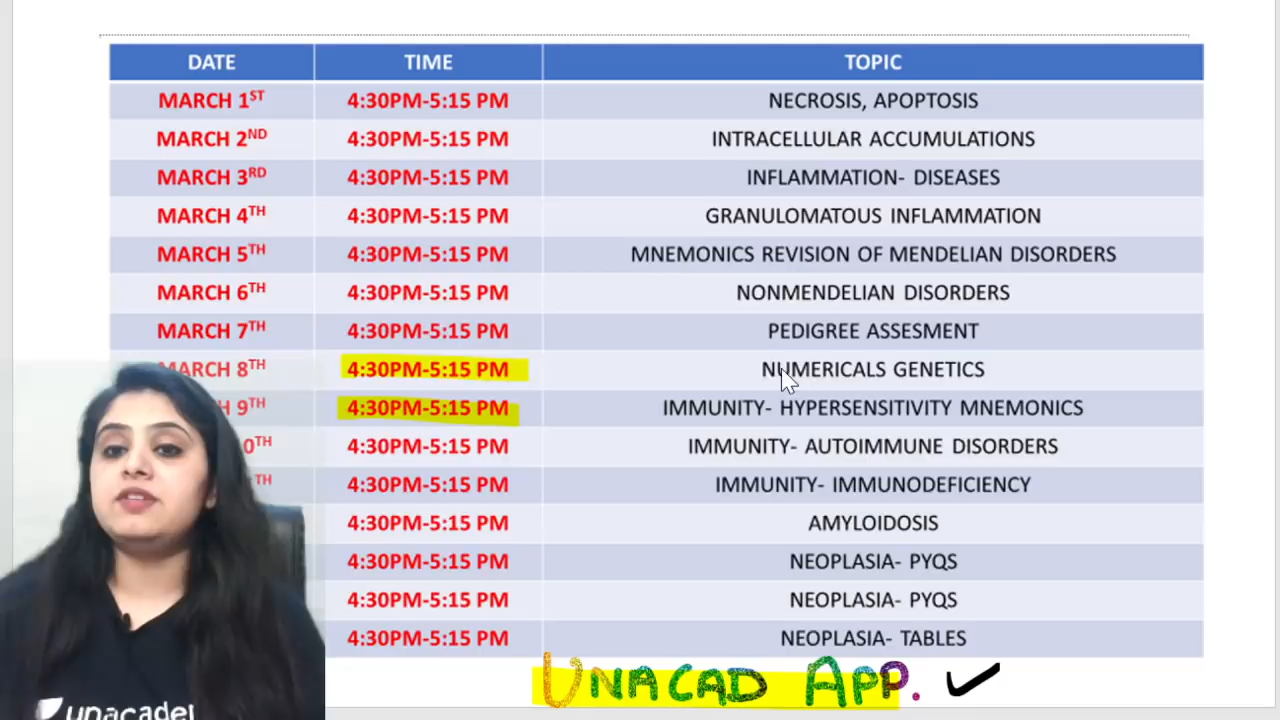 DATE TIME TOPIC
MARCH 1ST 4:30PM-5:15 PM NECROSIS, APOPTOSIS
MARCH 2ND 4:30PM-5:15 PM INTRACELLULAR ACCUMULATIONS
MARCH 3RD 4:30PM-5:15 PM INFLAMMATION- DISEASES
MARCH 4TH 4:30PM-5:15 PM GRANULOMATOUS INFLAMMATION
MARCH 5TH 4:30PM-5:15 PM MNEMONICS REVISION OF MENDELIAN DISORDERS
MARCH 6TH 4:30PM-5:15 PM NONMENDELIAN DISORDERS
MARCH 7TH 4:30PM-5:15 PM PEDIGREE ASSESMENT
MARCH 8TH 4:30PM-5:15 PM NUMERICALS GENETICS
9TH 4:30PM-5:15 PM IMMUNITY- HYPERSENSITIVITY MNEMONICS
0TH 4:30PM-5:15 PM IMMUNITY- AUTOIMMUNE DISORDERS
TH 4:30PM-5:15 PM IMMUNITY- IMMUNODEFICIENCY
4:30PM-5:15 PM AMYLOIDOSIS
4:30PM-5:15 PM NEOPLASIA- PYQS
4:30PM-5:15 PM NEOPLASIA- PYQS
4:30PM-5:15 PM NEOPLASIA- TABLES
UNACAD APP.
unacade